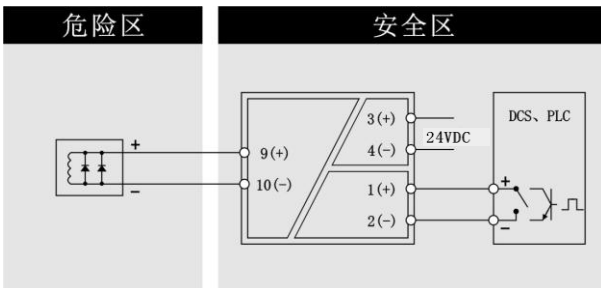 危险区
安全区
3(+)
DCS、PLC
24VDC
4(-)
+
9(+)
10(-)
1(+)
+
2(-)
-
-